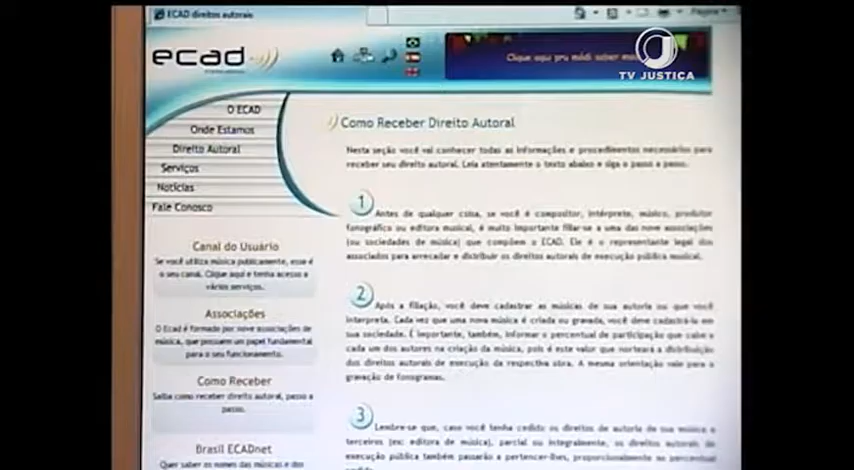 ECAD direitos autorais
Página
ecad
Clique aqui pra saber mais
TV JUSTICA
O ECAD
Onde Estamos
Direito Autoral
Serviços
Notícias
Fale Conosco
Canal do Usuário
Se você utiliza música publicamente, esse é
o seu canal. Clique aqui e tenha acesso a
vários serviços.
Associações
O Ecad é formado por nove associações de
música, que possuem um papel fundamental
para o seu funcionamento.
Como Receber
Saiba como receber direito autoral, passo a
passo.
Brasil ECADnet
Quer saber os nomes das músicas e dos
Como Receber Direito Autoral
Nesta seção você vai conhecer todas as informações e procedimentos necessários para
receber seu direito autoral. Leia atentamente o texto abaixo e siga o passo a passo.
1
Antes de qualquer coisa, se você é compositor, intérprete, músico, produtor
fonográfico ou editora musical, é muito importante filiar-se a uma das nove associações
(ou sociedades de música) que compõem o ECAD. Ele é o representante legal dos
associados para arrecadar e distribuir os direitos autorais de execução pública musical.
2
Após a filiação, você deve cadastrar as músicas de sua autoria ou que você
interpreta. Cada vez que uma nova música é criada ou gravada, você deve cadastrá-la em
sua sociedade. É importante, também, informar o percentual de participação que cabe a
cada um dos autores na criação da música, pois é este valor que norteará a distribuição
dos direitos autorais de execução da respectiva obra. A mesma orientação vale para a
gravação de fonogramas.
3
Lembre-se que, caso você tenha cedido os direitos de autoria de sua música a
terceiros (ex: editora de música), parcial ou integralmente, os direitos autorais de
execução pública também passarão a pertencer-lhes, proporcionalmente ao percentual